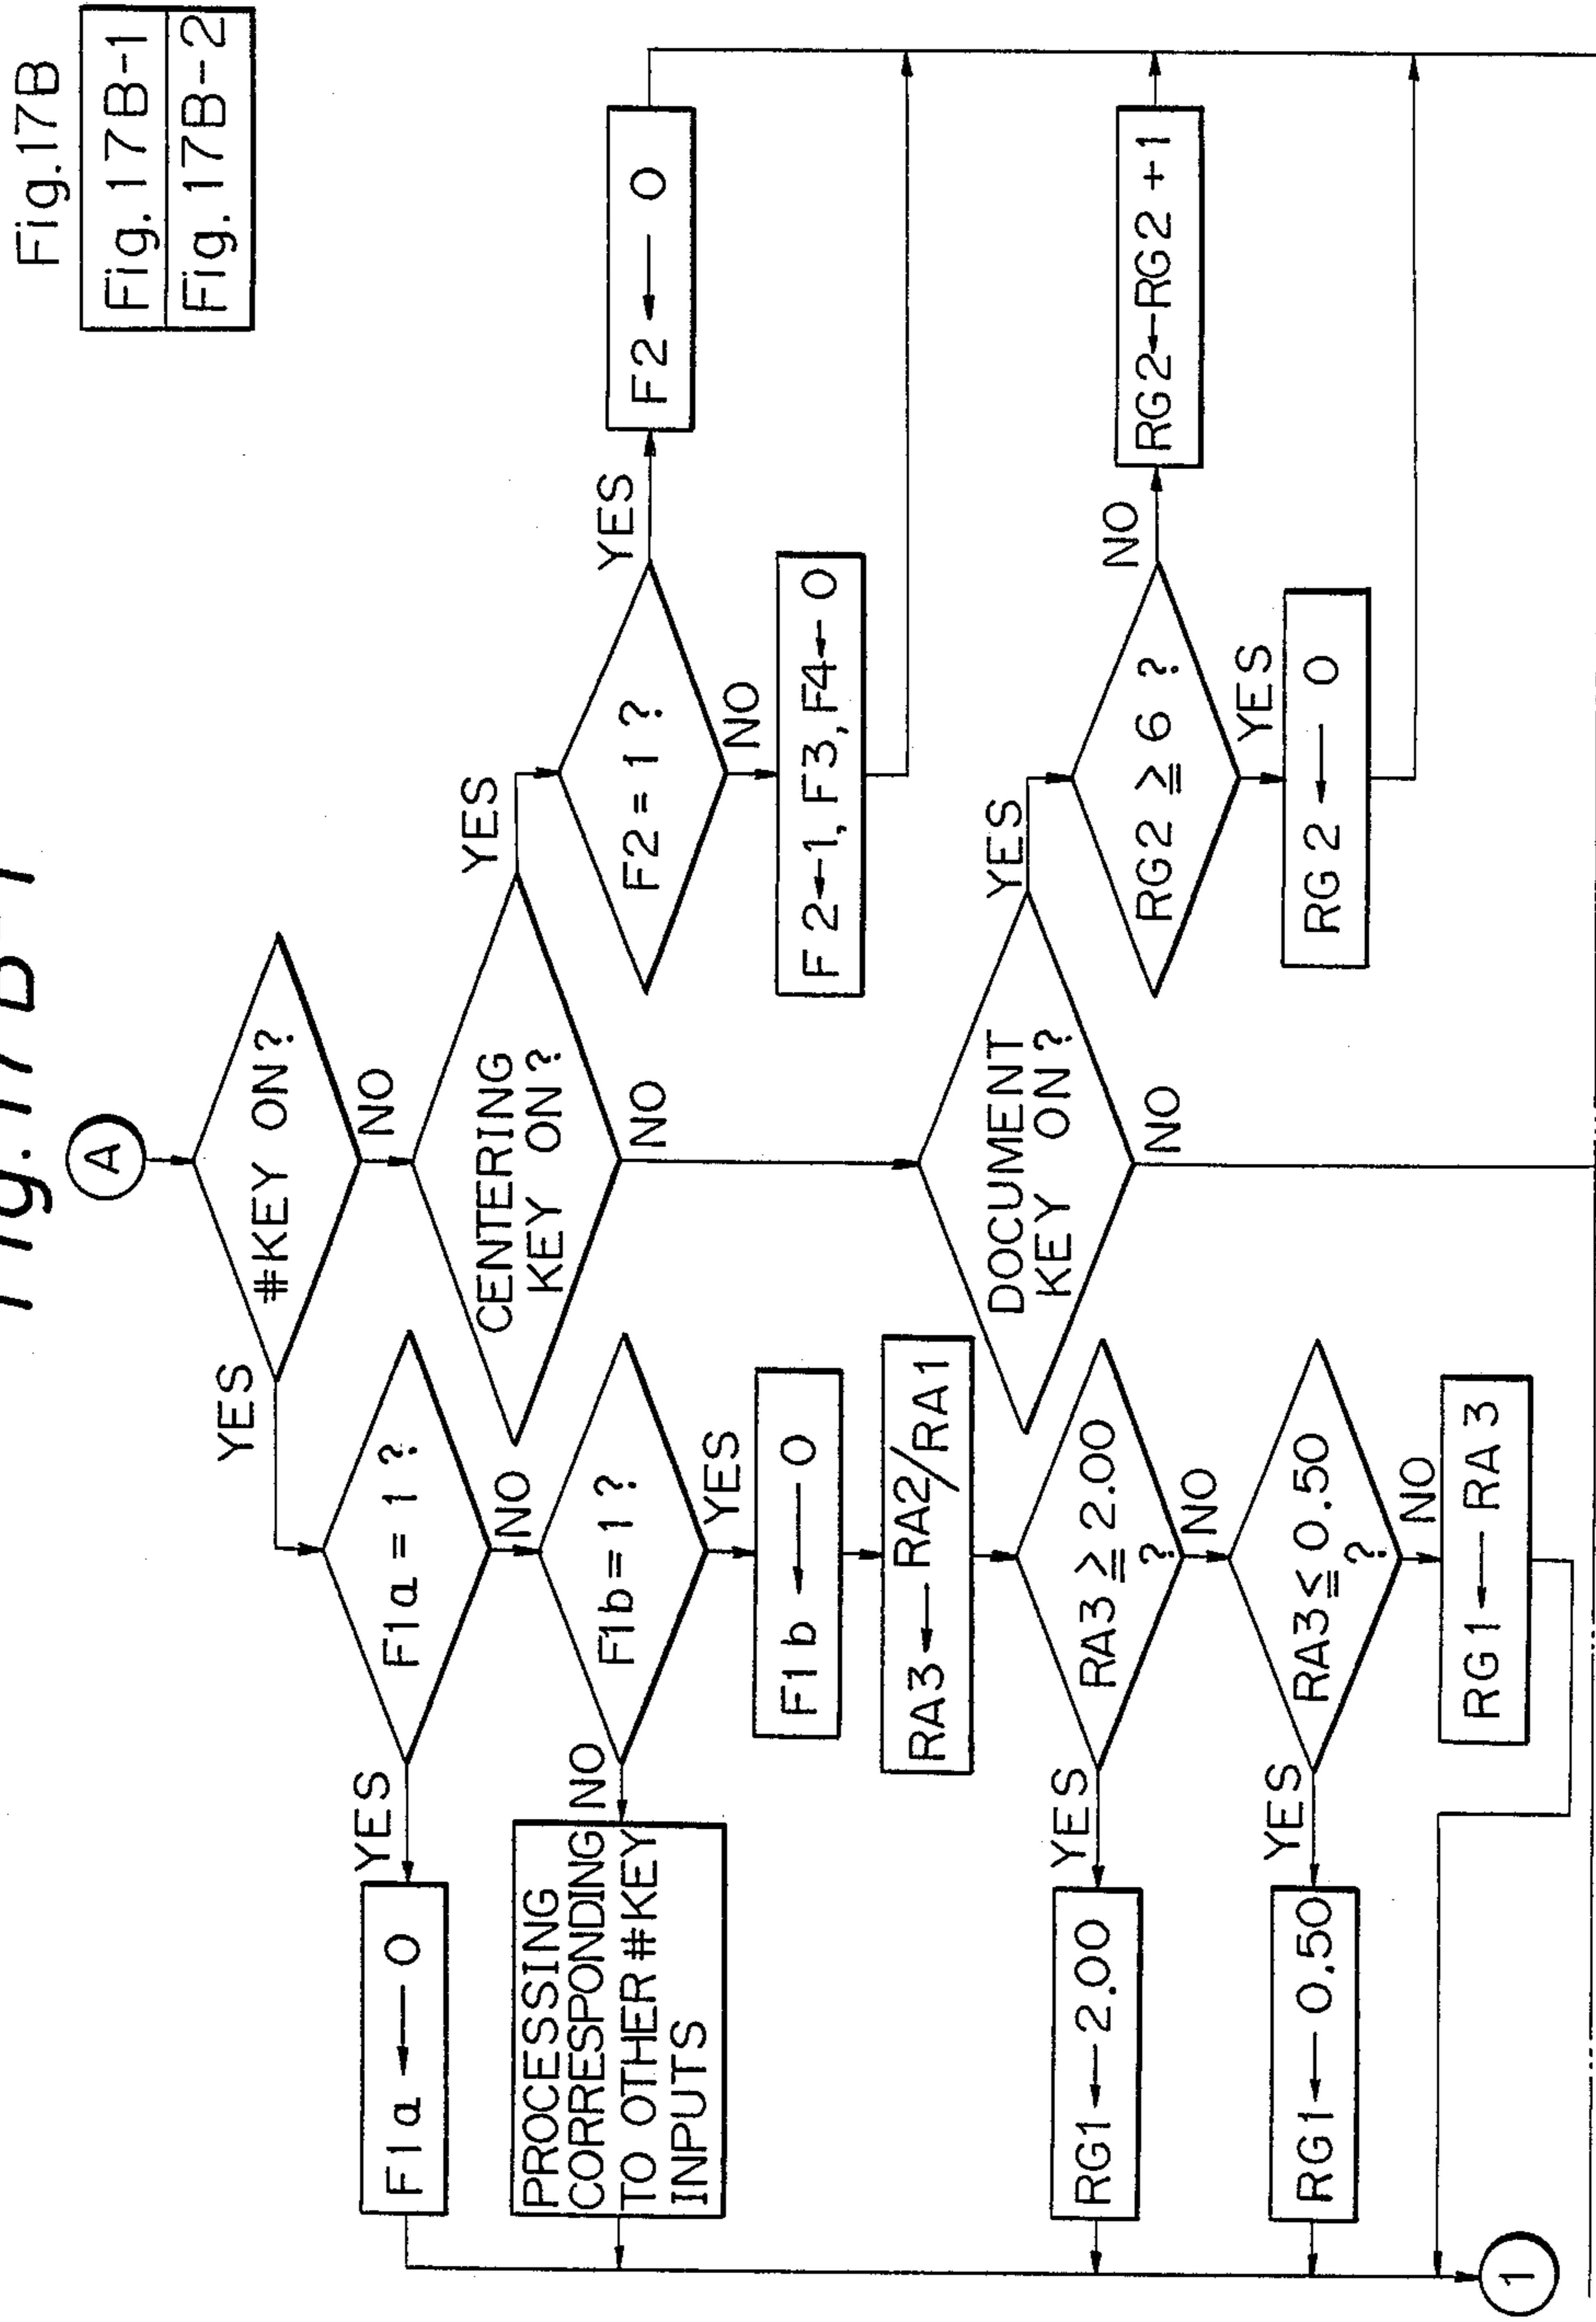 Fig.17B-1
Fig.17B
Fig.17B-1
Fig.17B-2
A
#KEY ON?
YES
NO
F1a = 1 ?
YES
NO
F1a ← 0
F1b = 1 ?
NO
YES
PROCESSING
CORRESPONDING
TO OTHER #KEY
INPUTS
F1b ← 0
RA3 ← RA2/RA1
RA3 ≧ 2.00
?
YES
NO
RG1 ← 2.00
RA3 ≦ 0.50
?
YES
NO
RG1 ← 0.50
RG1 ← RA3
1
CENTERING
KEY ON?
YES
NO
F2 = 1 ?
YES
NO
F2 ← 0
F2←1, F3, F4← 0
DOCUMENT
KEY ON?
YES
NO
RG2 ≧ 6 ?
NO
YES
RG2←RG2 +1
RG2 ← 0